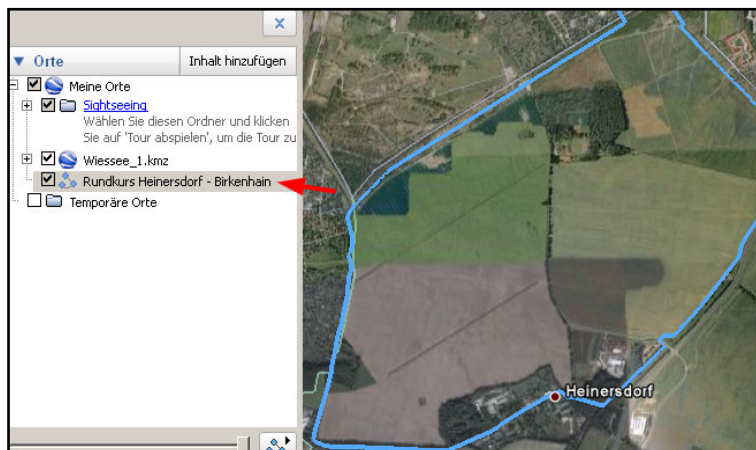 Orte
Inhalt hinzufügen
Meine Orte
Sightseeing
Wählen Sie diesen Ordner und klicken
Sie auf 'Tour abspielen', um die Tour zu
Wiessee_1.kmz
Rundkurs Heinersdorf - Birkenhain
Temporäre Orte
Heinersdorf